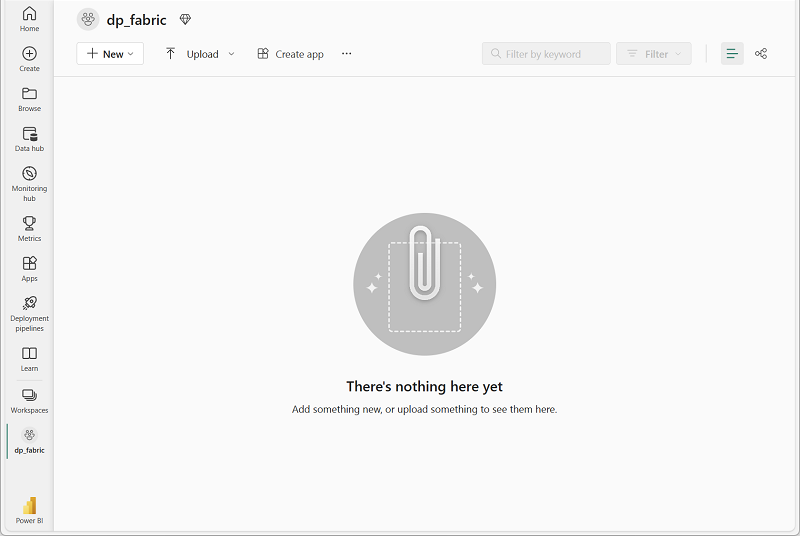 dp_fabric
New
Upload
Create app
Filter by keyword
Filter
Home
Create
Browse
Data hub
Monitoring
hub
Metrics
Apps
Deployment
pipelines
Learn
Workspaces
dp_fabric
Power BI
There's nothing here yet
Add something new, or upload something to see them here.